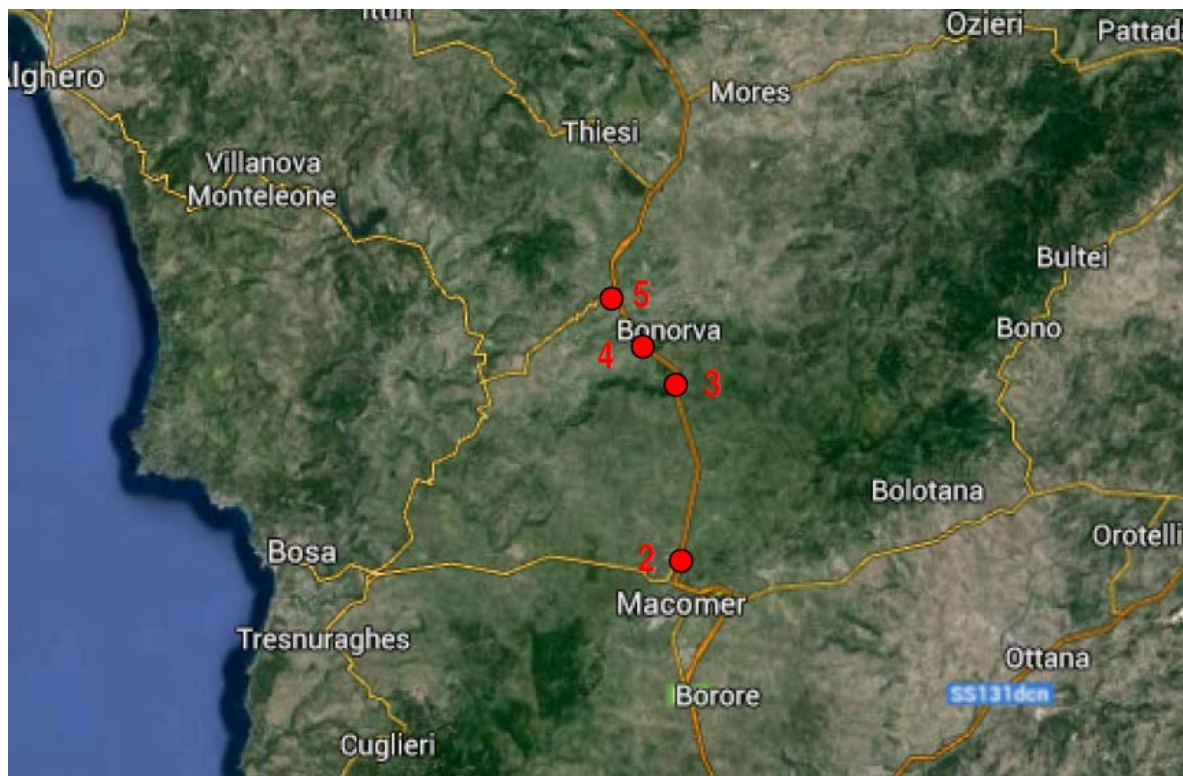 Ozieri
Pattada
Alghero
Mores
Thiesi
Villanova
Monteleone
Bultei
5
Bonorva
Bono
4
3
Bolotana
Orotelli
Bosa
2
Macomer
Tresnuraghes
Ottana
Borore
SS131dcn
Cuglieri